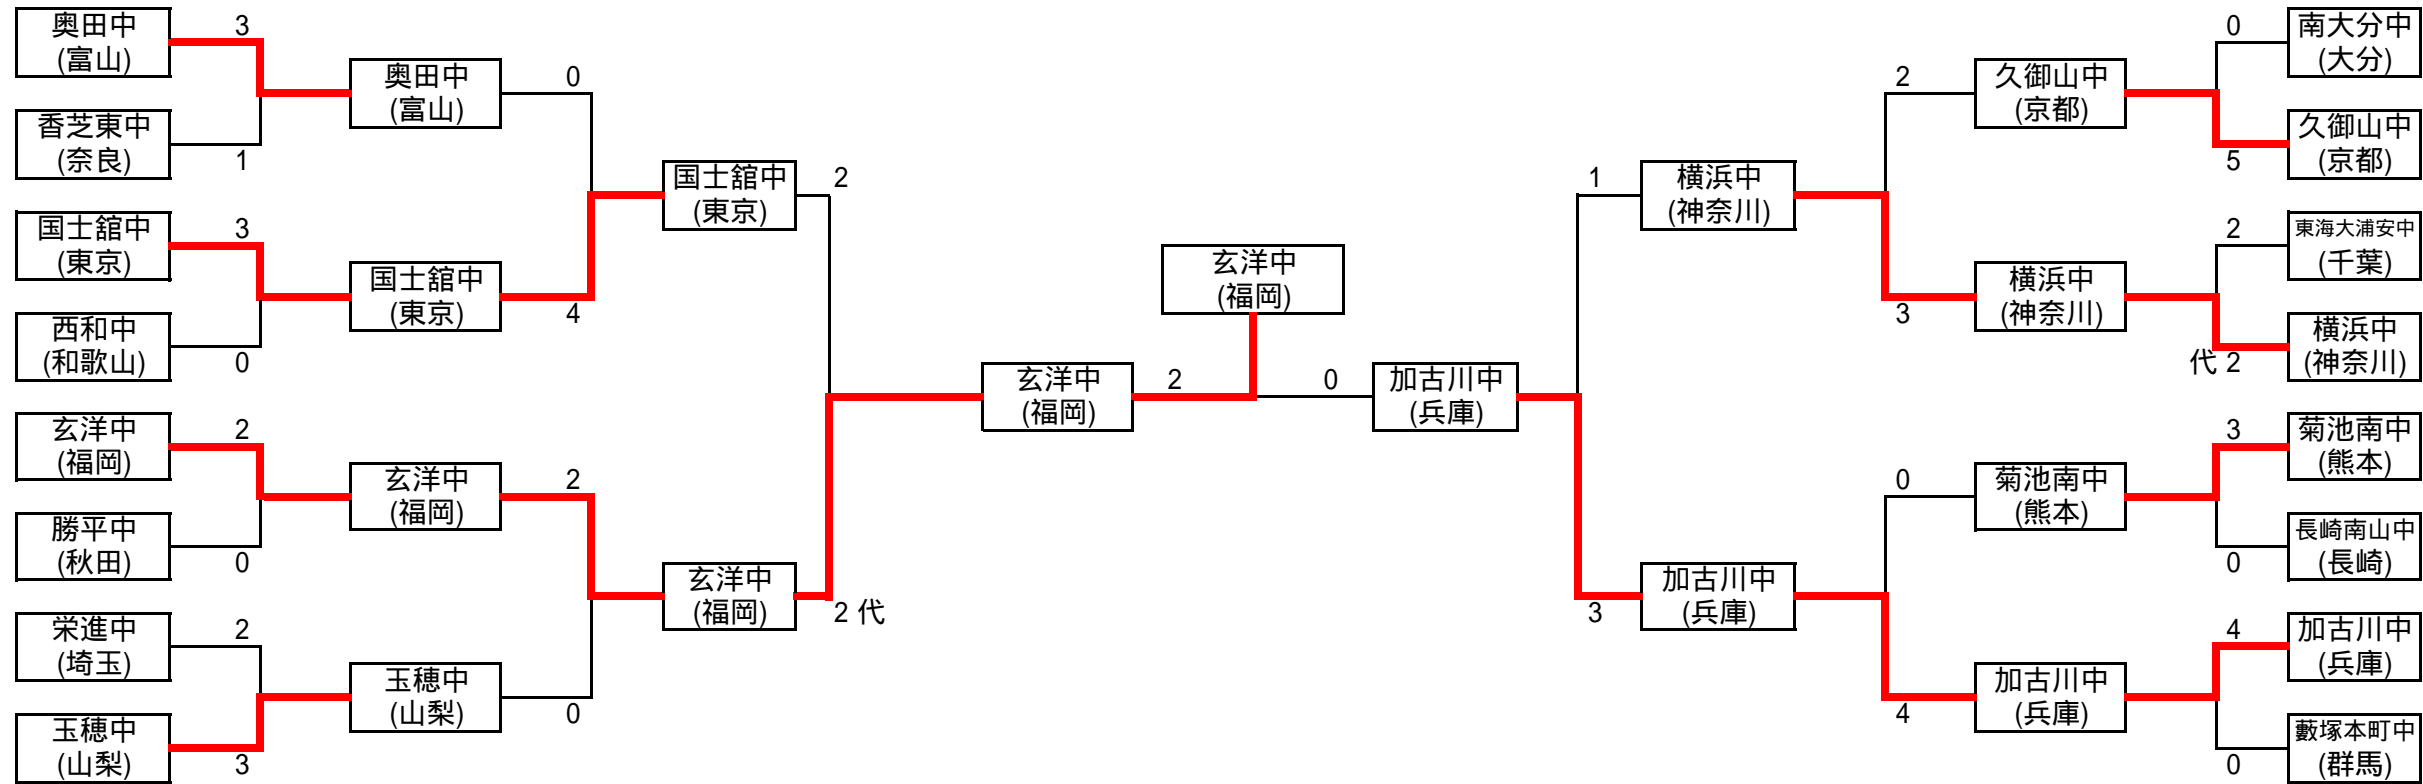 奥田中
(富山)
3
香芝東中
(奈良)
1
国士舘中
(東京)
3
西和中
(和歌山)
0
玄洋中
(福岡)
2
勝平中
(秋田)
0
栄進中
(埼玉)
2
玉穂中
(山梨)
3
奥田中
(富山)
0
国士舘中
(東京)
4
玄洋中
(福岡)
2
玉穂中
(山梨)
0
国士舘中
(東京)
2
玄洋中
(福岡)
2 代
玄洋中
(福岡)
2
玄洋中
(福岡)
0
加古川中
(兵庫)
1
横浜中
(神奈川)
3
加古川中
(兵庫)
2
久御山中
(京都)
3
横浜中
(神奈川)
0
菊池南中
(熊本)
4
加古川中
(兵庫)
0
南大分中
(大分)
5
久御山中
(京都)
2
東海大浦安中
(千葉)
代 2
横浜中
(神奈川)
3
菊池南中
(熊本)
0
長崎南山中
(長崎)
4
加古川中
(兵庫)
0
藪塚本町中
(群馬)